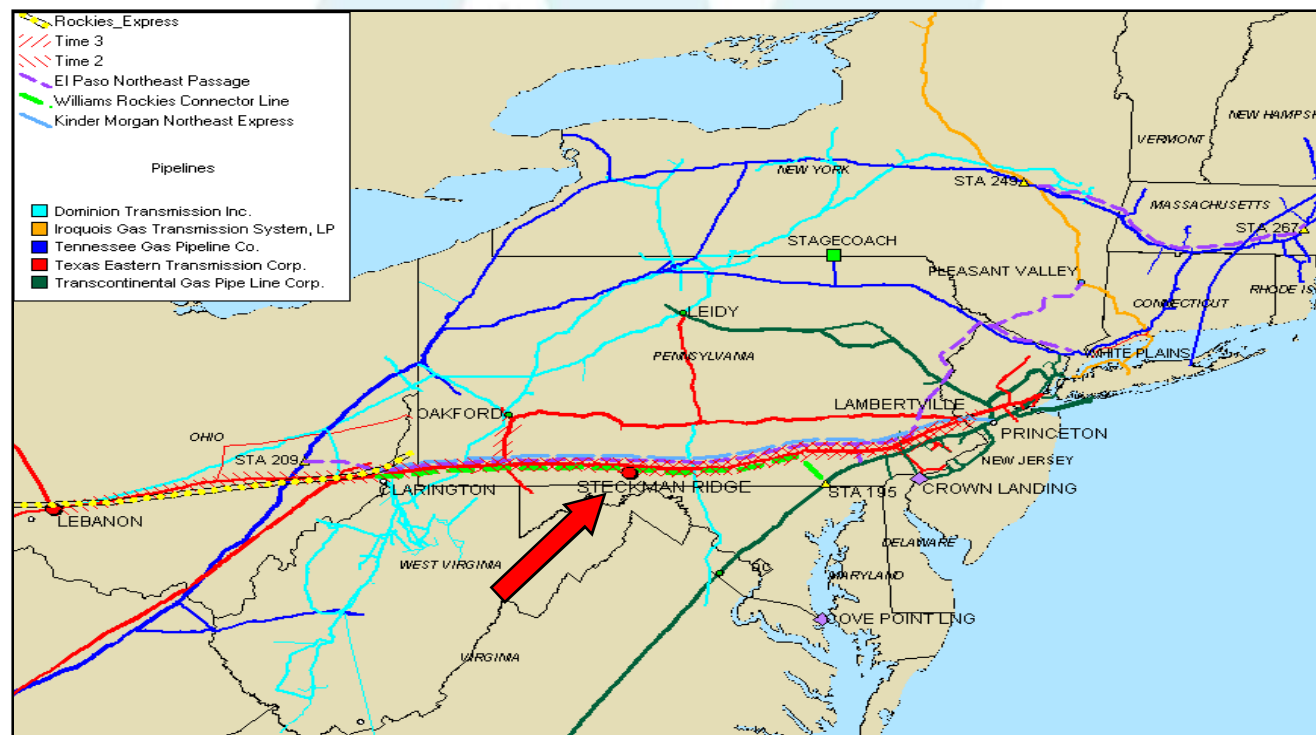 Rockies_Express
Time 3
Time 2
El Paso Northeast Passage
Williams Rockies Connector Line
Kinder Morgan Northeast Express
Pipelines
Dominion Transmission Inc.
Iroquois Gas Transmission System, LP
Tennessee Gas Pipeline Co.
Texas Eastern Transmission Corp.
Transcontinental Gas Pipe Line Corp.
NEW HAMPSH
VERMONT
NEW YORK
STA 249
MASSACHUSETTS
STA 267
STAGECOACH
PLEASANT VALLEY
RHODE IS
CONNECTICUT
LEIDY
PENNSYLVANIA
WHITE PLAINS
LAMBERTVILLE
OAKFORD
PRINCETON
OHIO
STA 209
NEW JERSEY
CLARINGTON
STECKMAN RIDGE
CROWN LANDING
STA 195
LEBANON
DELAWARE
WEST VIRGINIA
DC
MARYLAND
COVE POINT LNG
VIRGINIA